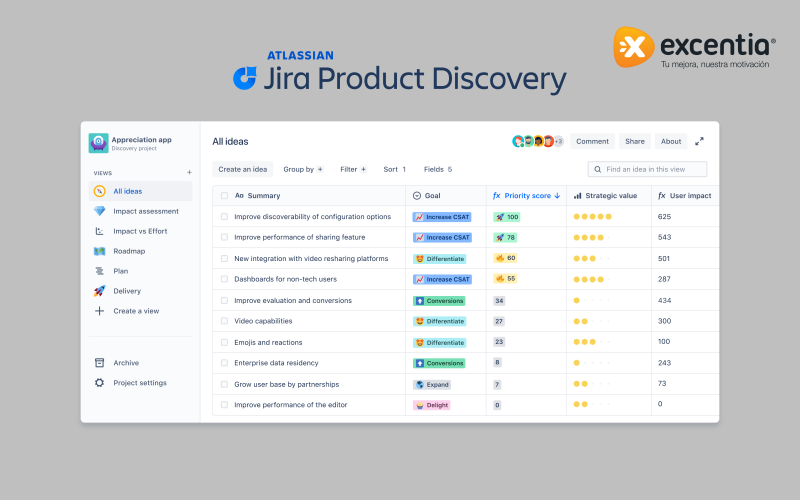 excentia®
Tu mejora, nuestra motivación
ATLASSIAN
Jira Product Discovery
Appreciation app
Discovery project
VIEWS +
All ideas
Impact assessment
Impact vs Effort
Roadmap
Plan
Delivery
Create a view
Archive
Project settings
All ideas +3 Comment Share About
Create an idea Group by + Filter + Sort 1 Fields 5 Find an idea in this view
Aa Summary Goal fx Priority score ↓ Strategic value fx User impact
Improve discoverability of configuration options Increase CSAT 100 625
Improve performance of sharing feature Increase CSAT 78 543
New integration with video resharing platforms Differentiate 60 501
Dashboards for non-tech users Increase CSAT 55 287
Improve evaluation and conversions Conversions 34 434
Video capabilities Differentiate 27 300
Emojis and reactions Differentiate 23 100
Enterprise data residency Conversions 8 243
Grow user base by partnerships Expand 7 73
Improve performance of the editor Delight 0 0